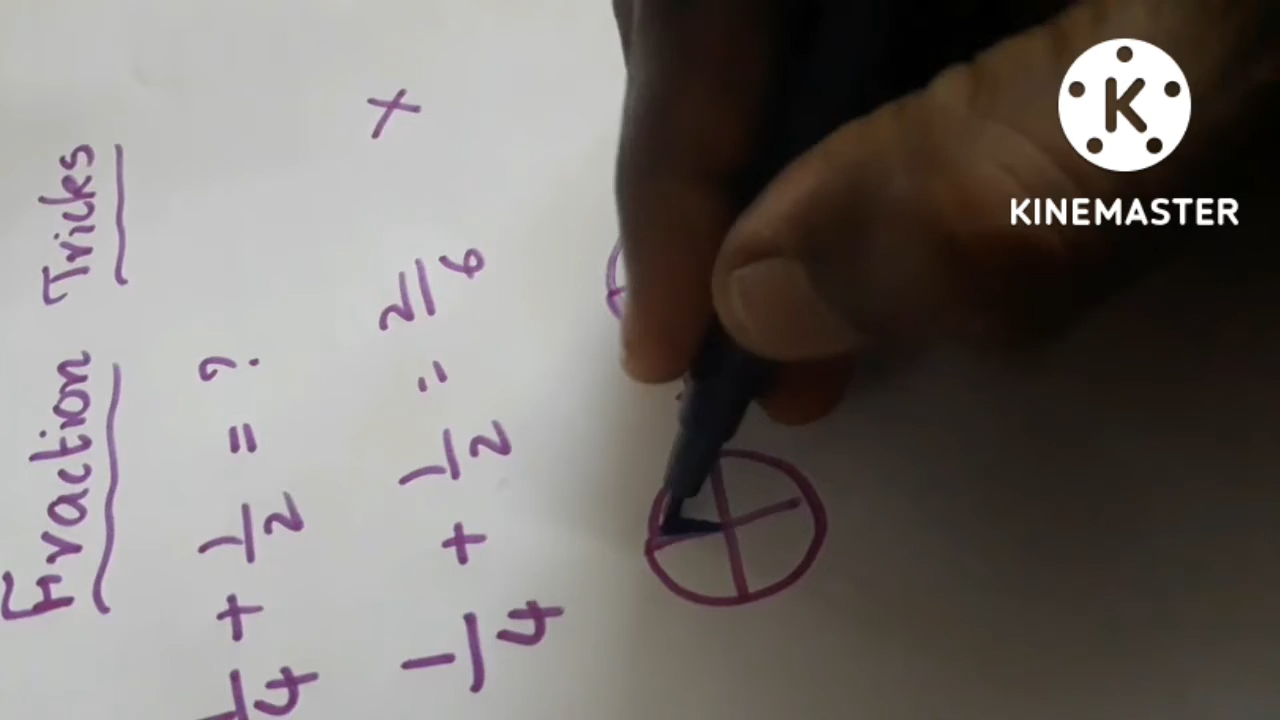 Fraction Tricks
1/4 + 1/2 = ?
1/4 + 1/2 = 2/6 ×
K
KINEMASTER